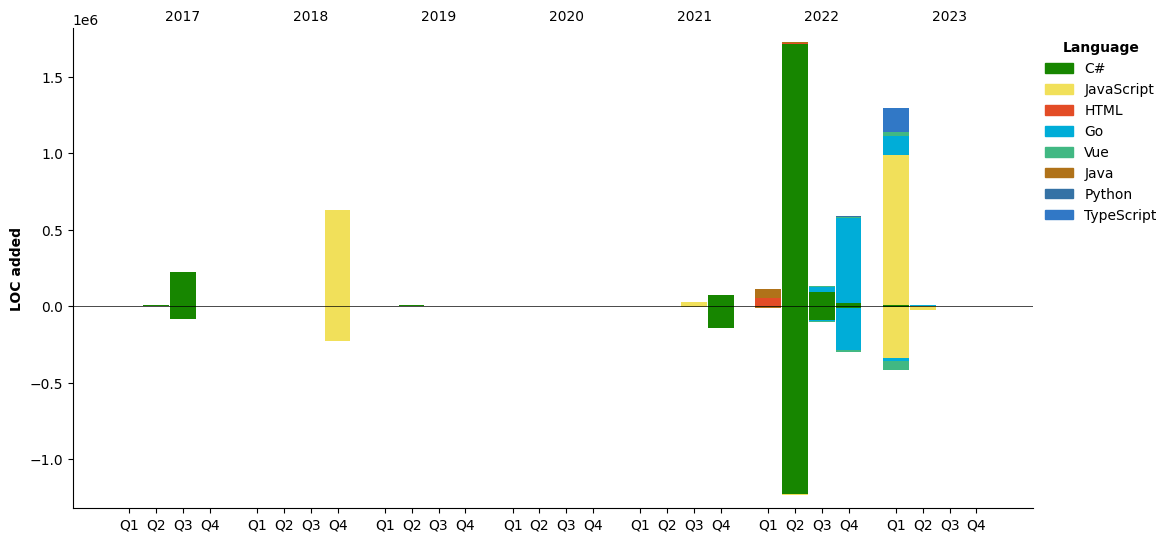 1e6
2017 2018 2019 2020 2021 2022 2023
LOC added
1.5
1.0
0.5
0.0
−0.5
−1.0
Q1 Q2 Q3 Q4 Q1 Q2 Q3 Q4 Q1 Q2 Q3 Q4 Q1 Q2 Q3 Q4 Q1 Q2 Q3 Q4 Q1 Q2 Q3 Q4 Q1 Q2 Q3 Q4
Language
C#
JavaScript
HTML
Go
Vue
Java
Python
TypeScript